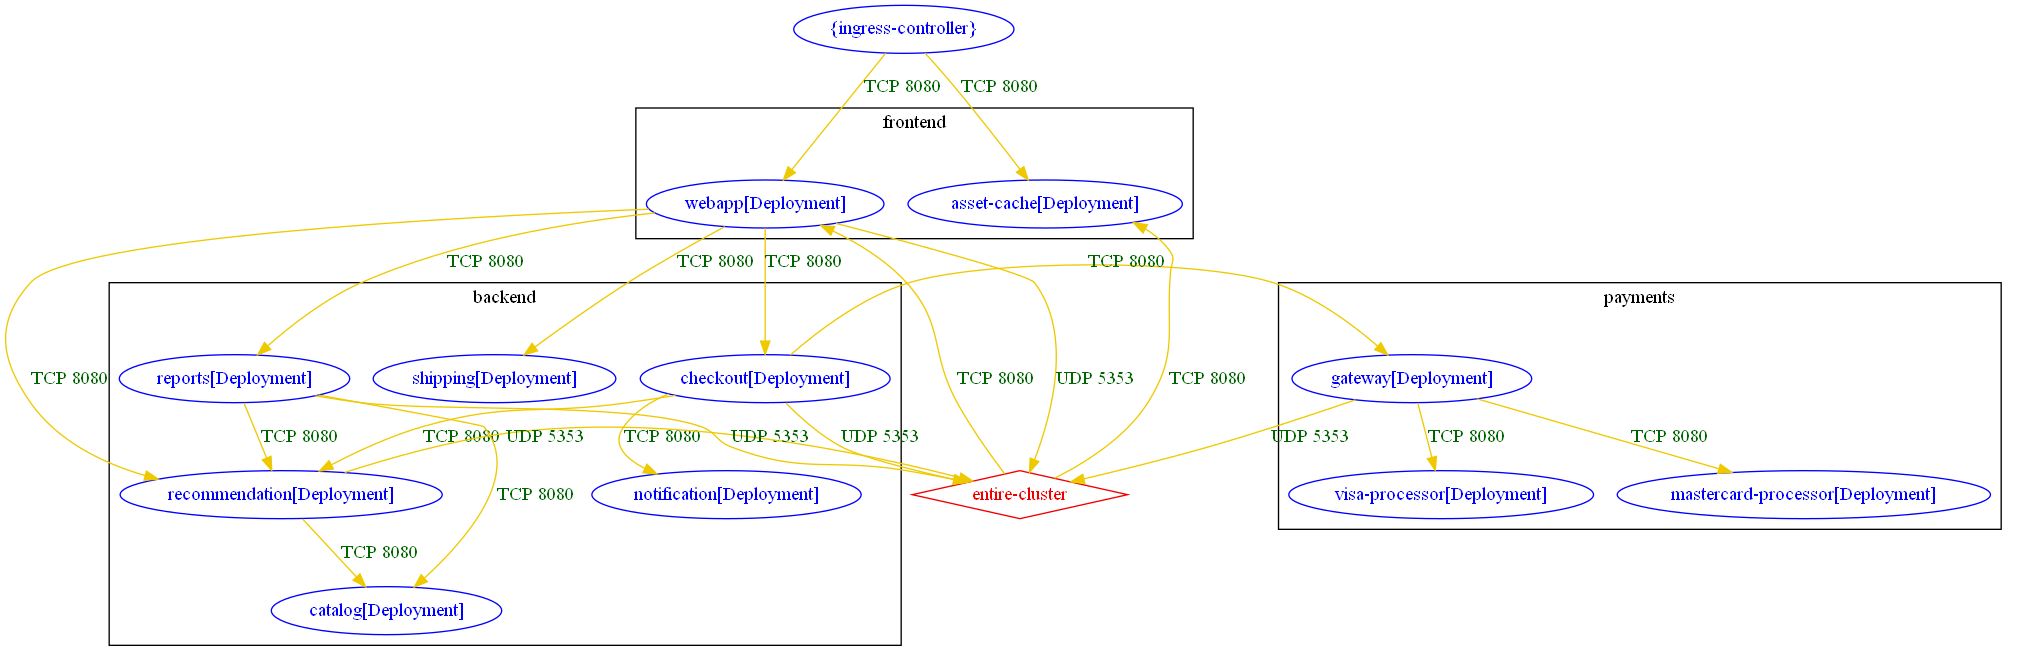 {ingress-controller}
TCP 8080
TCP 8080
frontend
webapp[Deployment]
asset-cache[Deployment]
TCP 8080
TCP 8080
TCP 8080
TCP 8080
backend
payments
TCP 8080
reports[Deployment]
shipping[Deployment]
checkout[Deployment]
TCP 8080
UDP 5353
TCP 8080
gateway[Deployment]
TCP 8080
TCP 8080
UDP 5353
TCP 8080
UDP 5353
UDP 5353
UDP 5353
TCP 8080
TCP 8080
recommendation[Deployment]
TCP 8080
notification[Deployment]
entire-cluster
visa-processor[Deployment]
mastercard-processor[Deployment]
TCP 8080
catalog[Deployment]